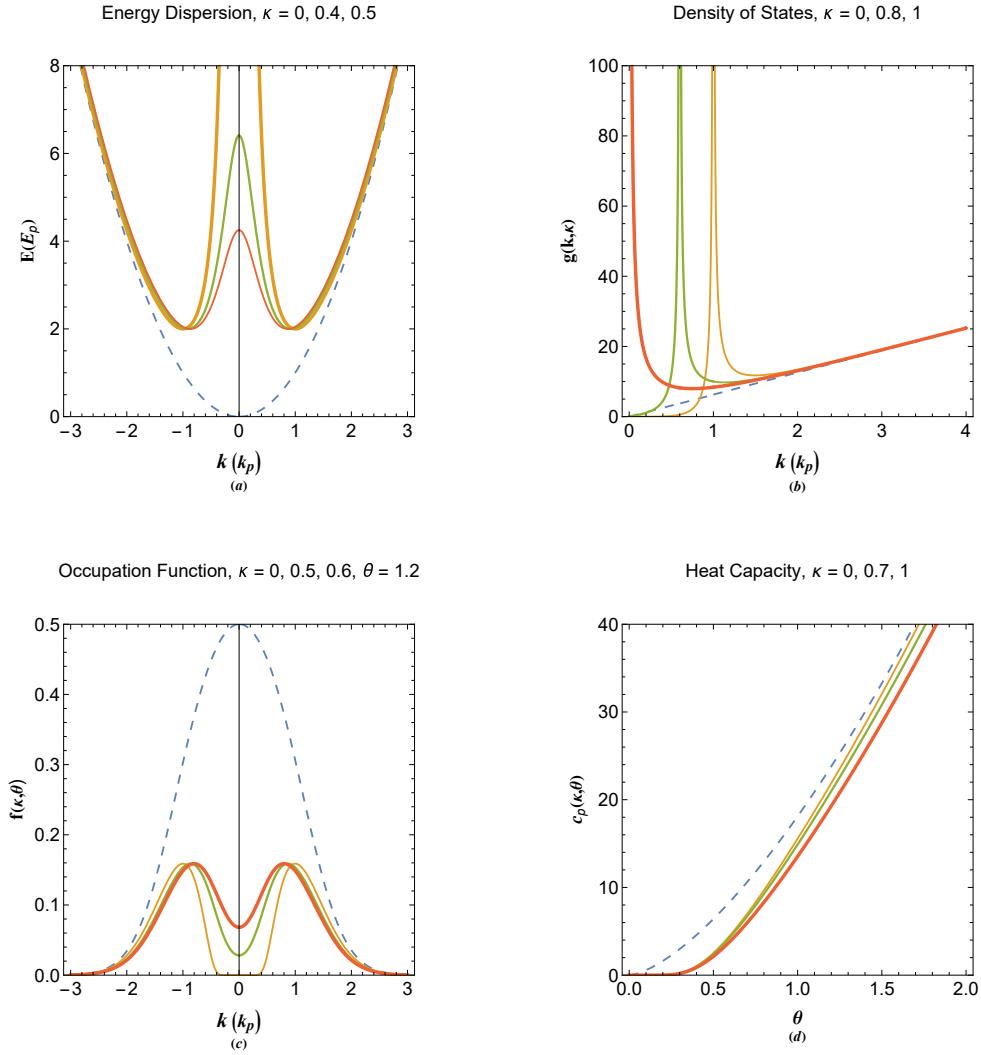 Energy Dispersion, κ = 0, 0.4, 0.5
8
6
4
2
0
E(E_p)
−3 −2 −1 0 1 2 3
k (k_p)
(a)
Density of States, κ = 0, 0.8, 1
100
80
60
40
20
0
g(k,κ)
0 1 2 3 4
k (k_p)
(b)
Occupation Function, κ = 0, 0.5, 0.6, θ = 1.2
0.5
0.4
0.3
0.2
0.1
0.0
f(κ,θ)
−3 −2 −1 0 1 2 3
k (k_p)
(c)
Heat Capacity, κ = 0, 0.7, 1
40
30
20
10
0
c_p(κ,θ)
0.0 0.5 1.0 1.5 2.0
θ
(d)